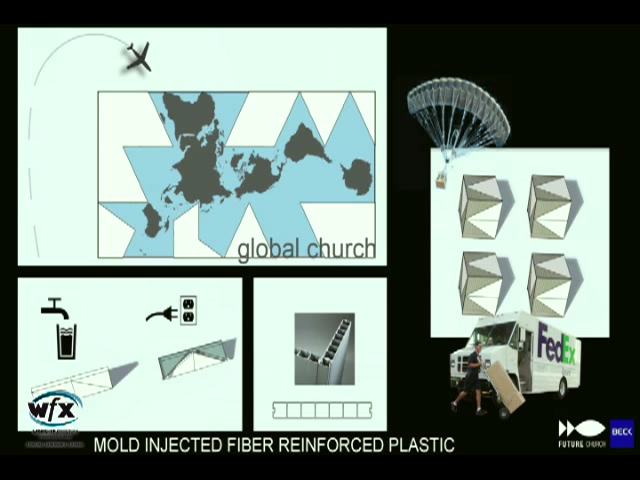 global church
FedEx
wfx
MOLD INJECTED FIBER REINFORCED PLASTIC
FUTURE CHURCH
BECK